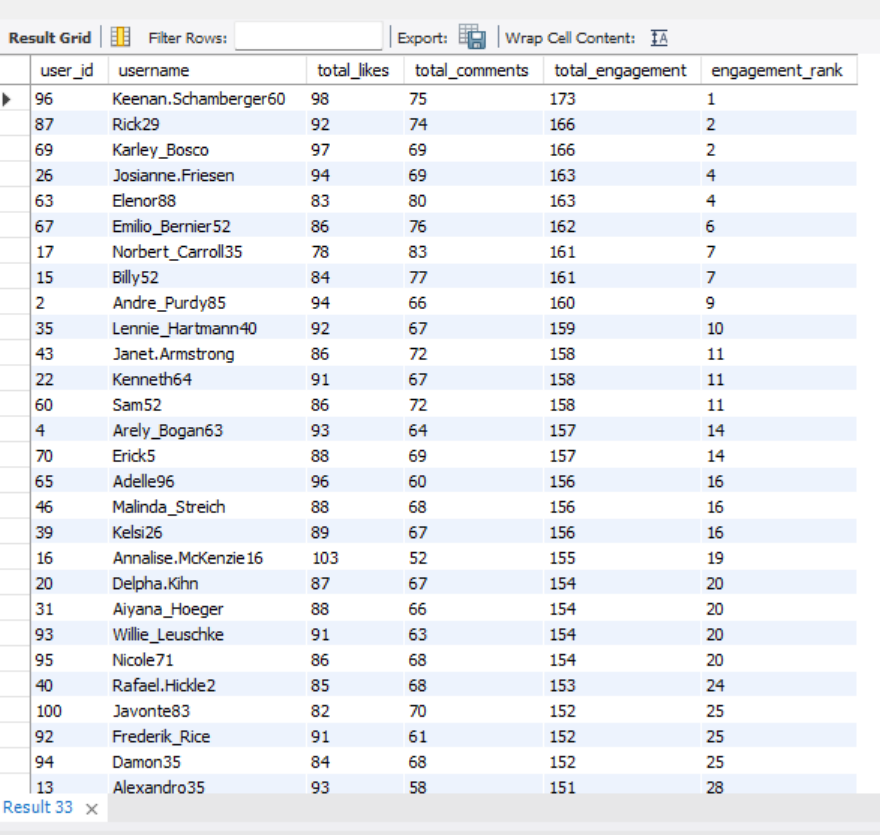 Result Grid Filter Rows: Export: Wrap Cell Content: IA
user_id username total_likes total_comments total_engagement engagement_rank
96 Keenan.Schamberger60 98 75 173 1
87 Rick29 92 74 166 2
69 Karley_Bosco 97 69 166 2
26 Josianne.Friesen 94 69 163 4
63 Elenor88 83 80 163 4
67 Emilio_Bernier52 86 76 162 6
17 Norbert_Carroll35 78 83 161 7
15 Billy52 84 77 161 7
2 Andre_Purdy85 94 66 160 9
35 Lennie_Hartmann40 92 67 159 10
43 Janet.Armstrong 86 72 158 11
22 Kenneth64 91 67 158 11
60 Sam52 86 72 158 11
4 Arely_Bogan63 93 64 157 14
70 Erick5 88 69 157 14
65 Adelle96 96 60 156 16
46 Malinda_Streich 88 68 156 16
39 Kelsi26 89 67 156 16
16 Annalise.McKenzie16 103 52 155 19
20 Delpha.Kihn 87 67 154 20
31 Aiyana_Hoeger 88 66 154 20
93 Willie_Leuschke 91 63 154 20
95 Nicole71 86 68 154 20
40 Rafael.Hickle2 85 68 153 24
100 Javonte83 82 70 152 25
92 Frederik_Rice 91 61 152 25
94 Damon35 84 68 152 25
13 Alexandro35 93 58 151 28
Result 33